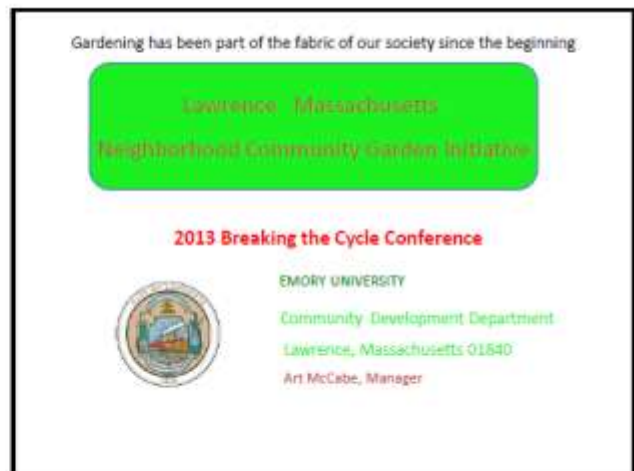 Gardening has been part of the fabric of our society since the beginning
Lawrence Massachusetts
Neighborhood Community Garden Initiative
2013 Breaking the Cycle Conference
EMORY UNIVERSITY
Community Development Department
Lawrence, Massachusetts 01840
Art McCabe, Manager